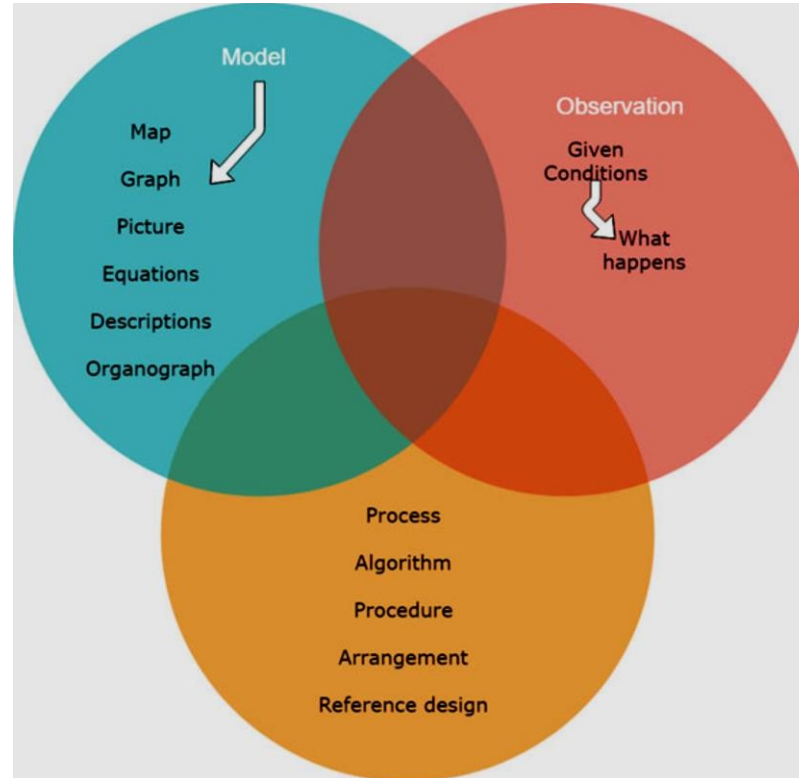 Model
Map
Graph
Picture
Equations
Descriptions
Organograph
Observation
Given
Conditions
What
happens
Process
Algorithm
Procedure
Arrangement
Reference design